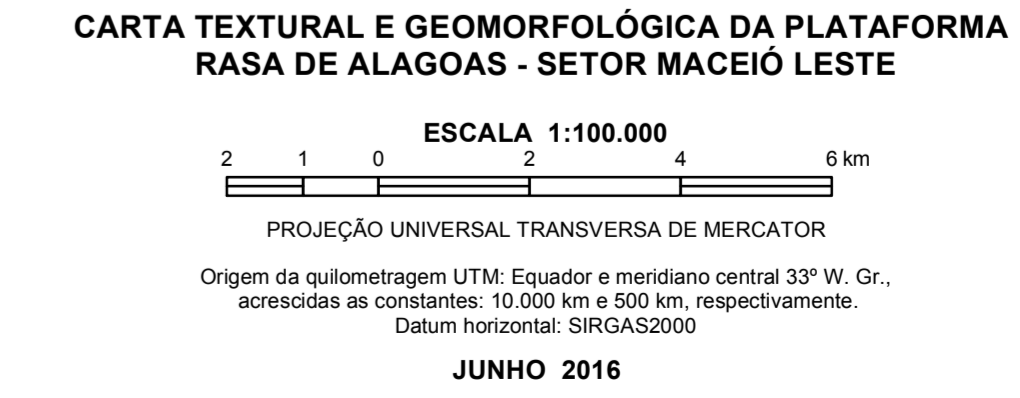 CARTA TEXTURAL E GEOMORFOLÓGICA DA PLATAFORMA
RASA DE ALAGOAS - SETOR MACEIÓ LESTE
ESCALA 1:100.000
2 1 0 2 4 6 km
PROJEÇÃO UNIVERSAL TRANSVERSA DE MERCATOR
Origem da quilometragem UTM: Equador e meridiano central 33º W. Gr.,
acrescidas as constantes: 10.000 km e 500 km, respectivamente.
Datum horizontal: SIRGAS2000
JUNHO 2016